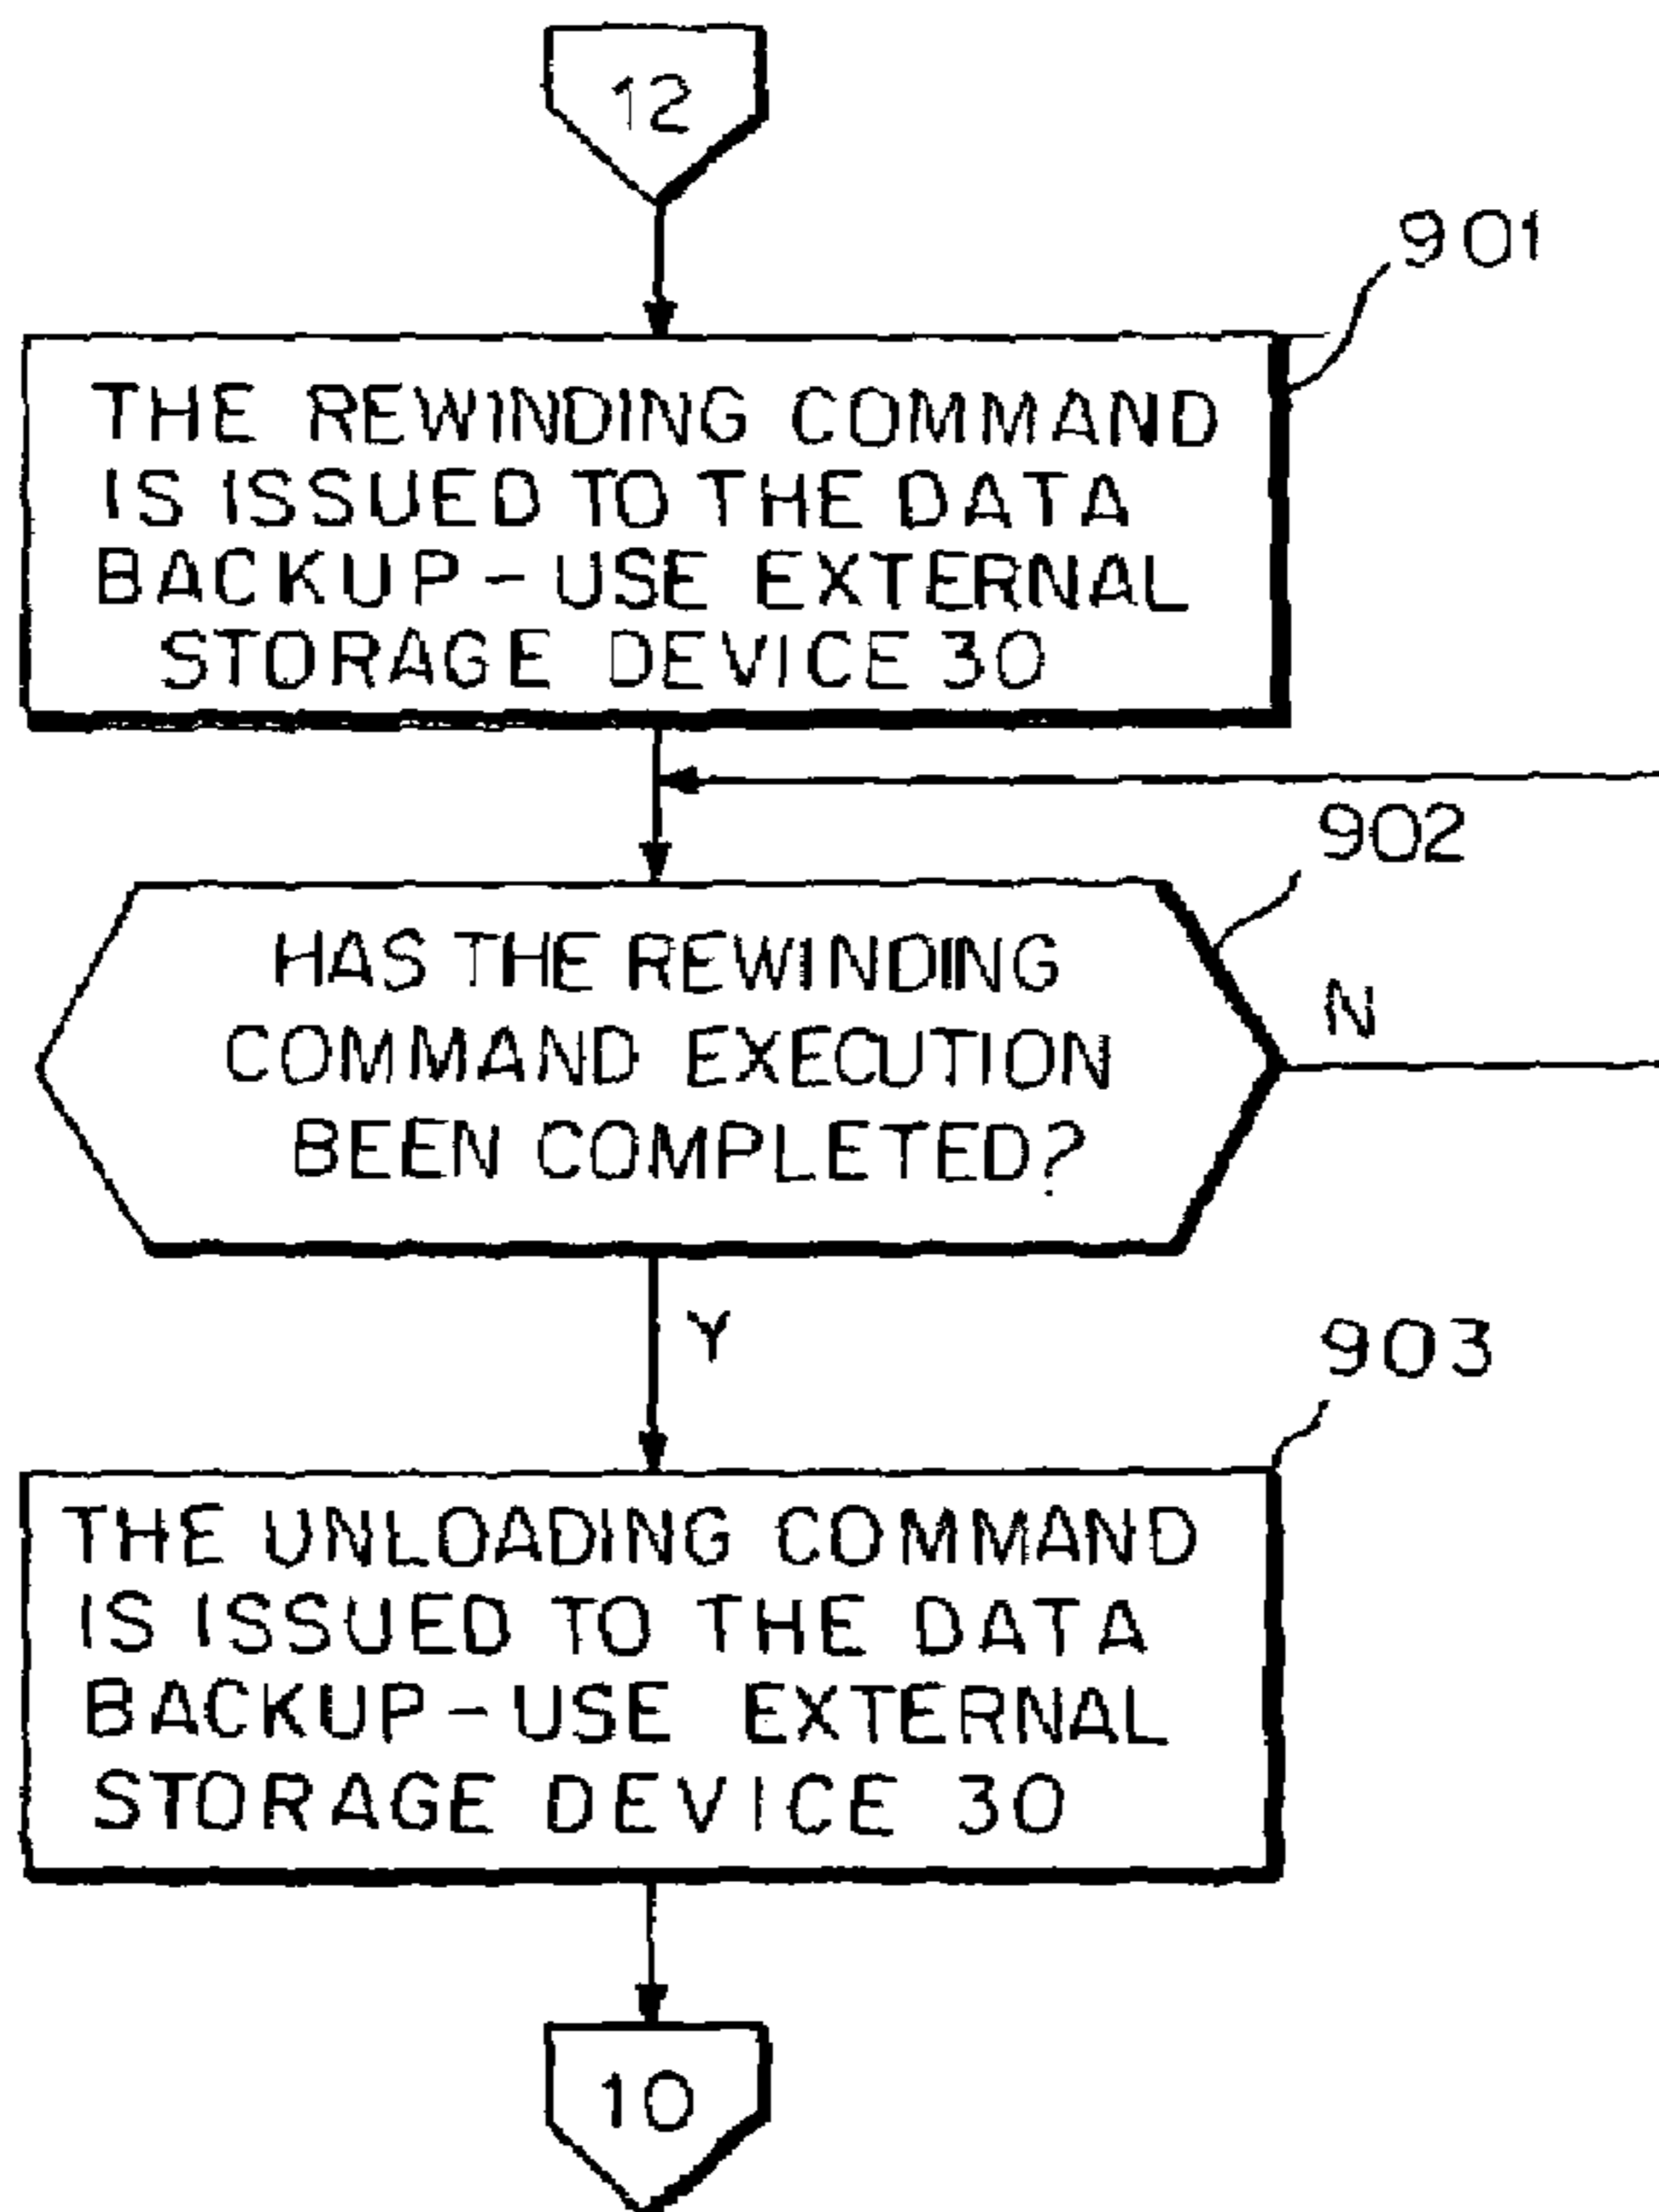 12
901
THE REWINDING COMMAND
IS ISSUED TO THE DATA
BACKUP-USE EXTERNAL
STORAGE DEVICE 30
902
HAS THE REWINDING
COMMAND EXECUTION
BEEN COMPLETED?
N
Y
903
THE UNLOADING COMMAND
IS ISSUED TO THE DATA
BACKUP-USE EXTERNAL
STORAGE DEVICE 30
10